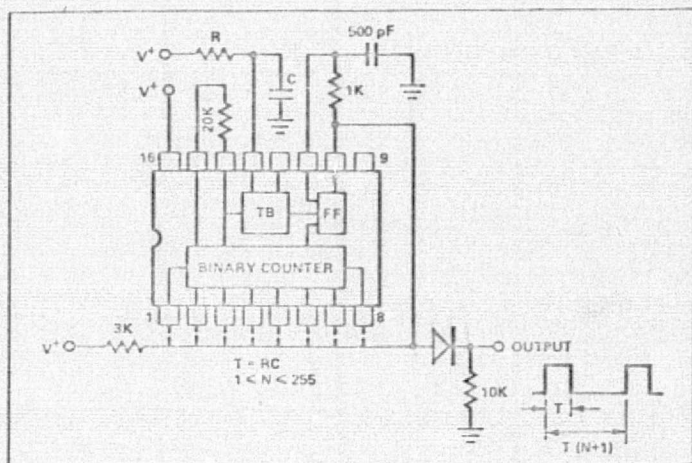 R
500 pF
V+
V+
C
1K
20K
16
9
TB
FF
BINARY COUNTER
1
8
V+
3K
T = RC
1 < N < 255
OUTPUT
10K
T
T (N+1)